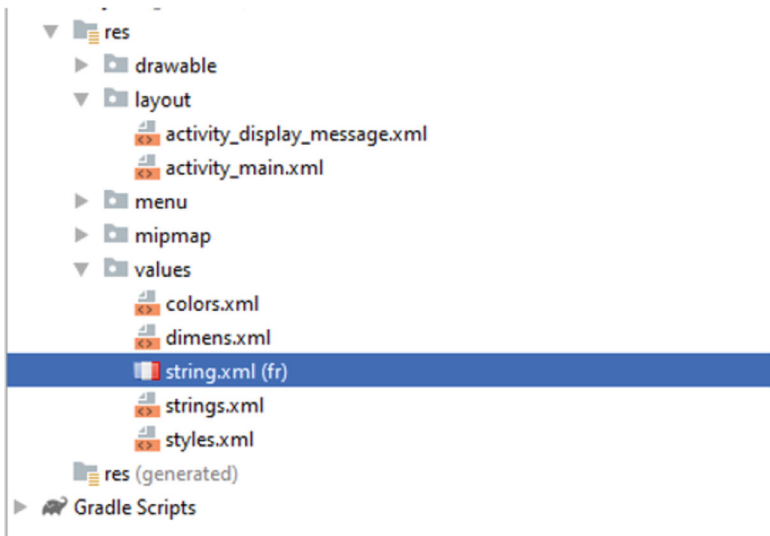 res
drawable
layout
activity_display_message.xml
activity_main.xml
menu
mipmap
values
colors.xml
dimens.xml
string.xml (fr)
strings.xml
styles.xml
res (generated)
Gradle Scripts